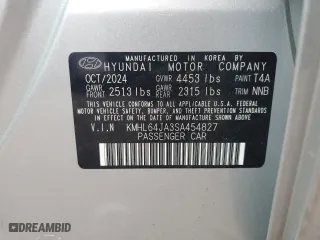 MANUFACTURED IN KOREA BY
HYUNDAI MOTOR COMPANY
OCT/2024 GVWR 4453 lbs PAINT T4A
GAWR FRONT 2513 lbs GAWR REAR 2315 lbs TRIM NNB
THIS VEHICLE CONFORMS TO ALL APPLICABLE U.S.A.
FEDERAL MOTOR VEHICLE SAFETY, BUMPER, AND
THEFT PREVENTION STANDARDS IN EFFECT ON THE
DATE OF MANUFACTURE SHOWN ABOVE.
V.I.N KMHL64JA3SA454827
PASSENGER CAR